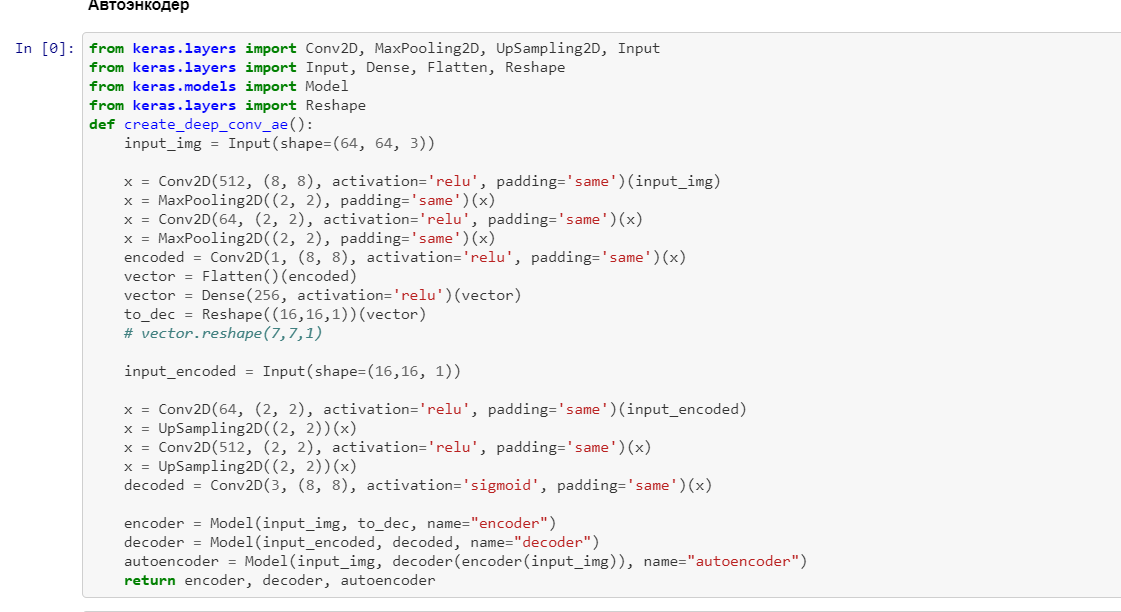 Автоэнкодер
In [0]: from keras.layers import Conv2D, MaxPooling2D, UpSampling2D, Input
from keras.layers import Input, Dense, Flatten, Reshape
from keras.models import Model
from keras.layers import Reshape
def create_deep_conv_ae():
    input_img = Input(shape=(64, 64, 3))

    x = Conv2D(512, (8, 8), activation='relu', padding='same')(input_img)
    x = MaxPooling2D((2, 2), padding='same')(x)
    x = Conv2D(64, (2, 2), activation='relu', padding='same')(x)
    x = MaxPooling2D((2, 2), padding='same')(x)
    encoded = Conv2D(1, (8, 8), activation='relu', padding='same')(x)
    vector = Flatten()(encoded)
    vector = Dense(256, activation='relu')(vector)
    to_dec = Reshape((16,16,1))(vector)
    # vector.reshape(7,7,1)

    input_encoded = Input(shape=(16,16, 1))

    x = Conv2D(64, (2, 2), activation='relu', padding='same')(input_encoded)
    x = UpSampling2D((2, 2))(x)
    x = Conv2D(512, (2, 2), activation='relu', padding='same')(x)
    x = UpSampling2D((2, 2))(x)
    decoded = Conv2D(3, (8, 8), activation='sigmoid', padding='same')(x)

    encoder = Model(input_img, to_dec, name="encoder")
    decoder = Model(input_encoded, decoded, name="decoder")
    autoencoder = Model(input_img, decoder(encoder(input_img)), name="autoencoder")
    return encoder, decoder, autoencoder